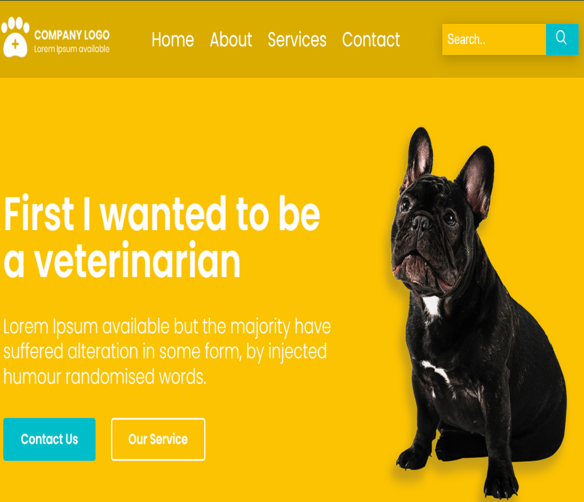 COMPANY LOGO
Lorem Ipsum available
Home About Services Contact
Search..
First I wanted to be
a veterinarian
Lorem Ipsum available but the majority have
suffered alteration in some form, by injected
humour randomised words.
Contact Us
Our Service